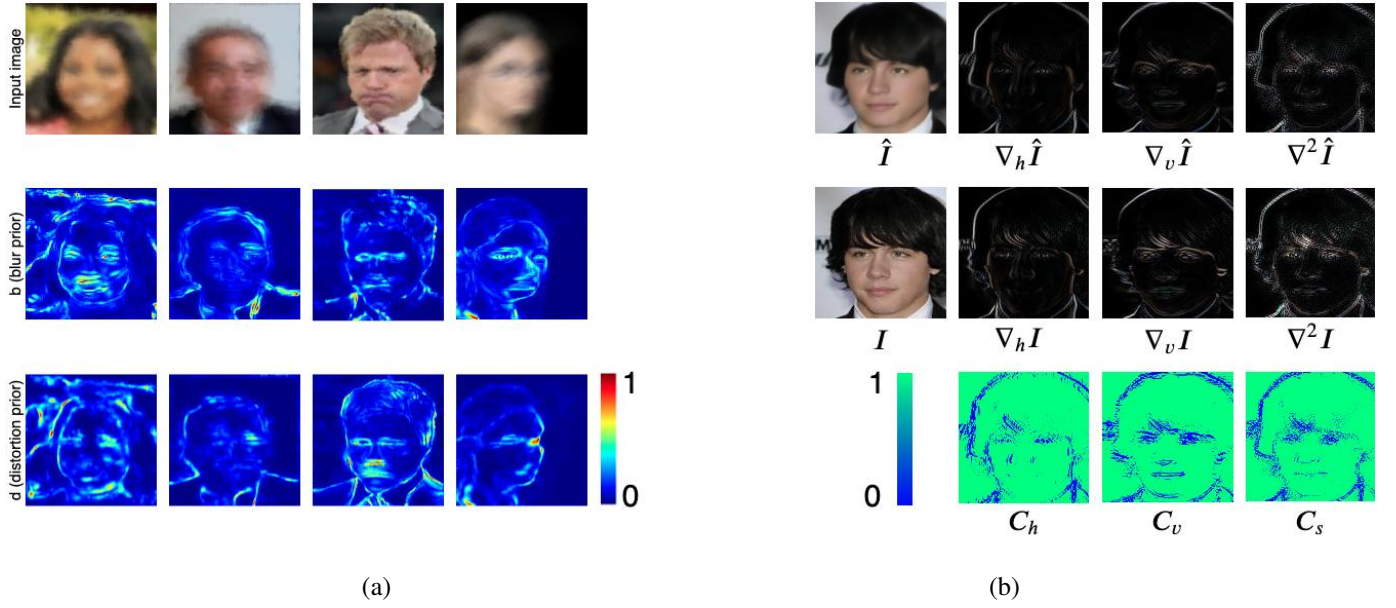 Input image
b (blur prior)
d (distortion prior)
1
0
(a)
Î ∇ₕÎ ∇ᵥÎ ∇²Î
I ∇ₕI ∇ᵥI ∇²I
1
0
Cₕ Cᵥ Cₛ
(b)